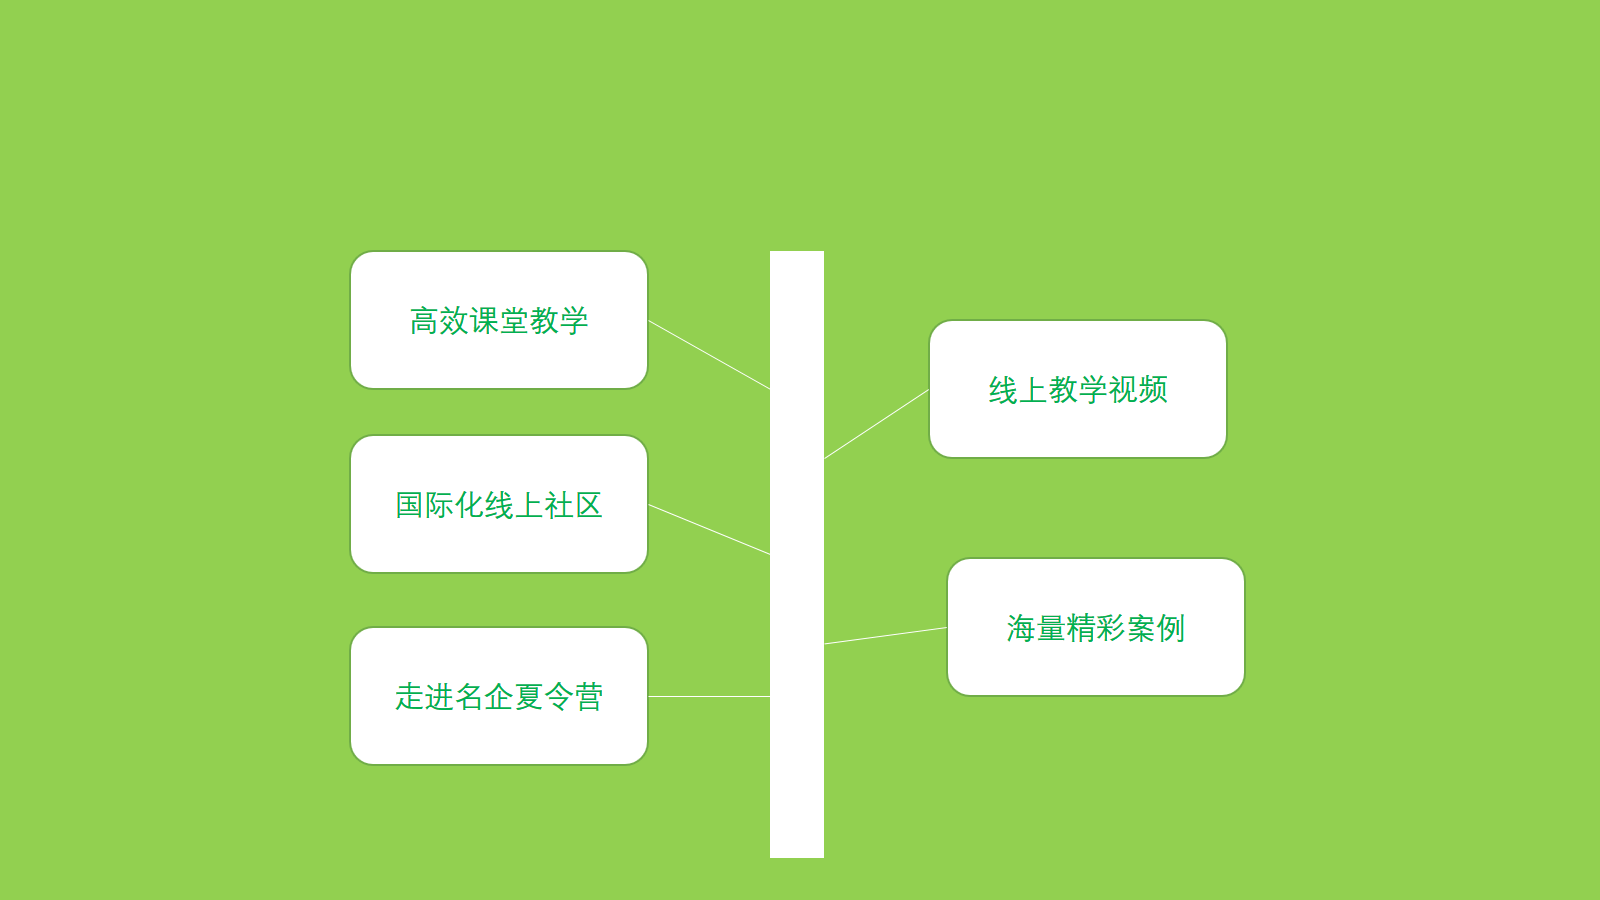 高效课堂教学
国际化线上社区
走进名企夏令营
线上教学视频
海量精彩案例